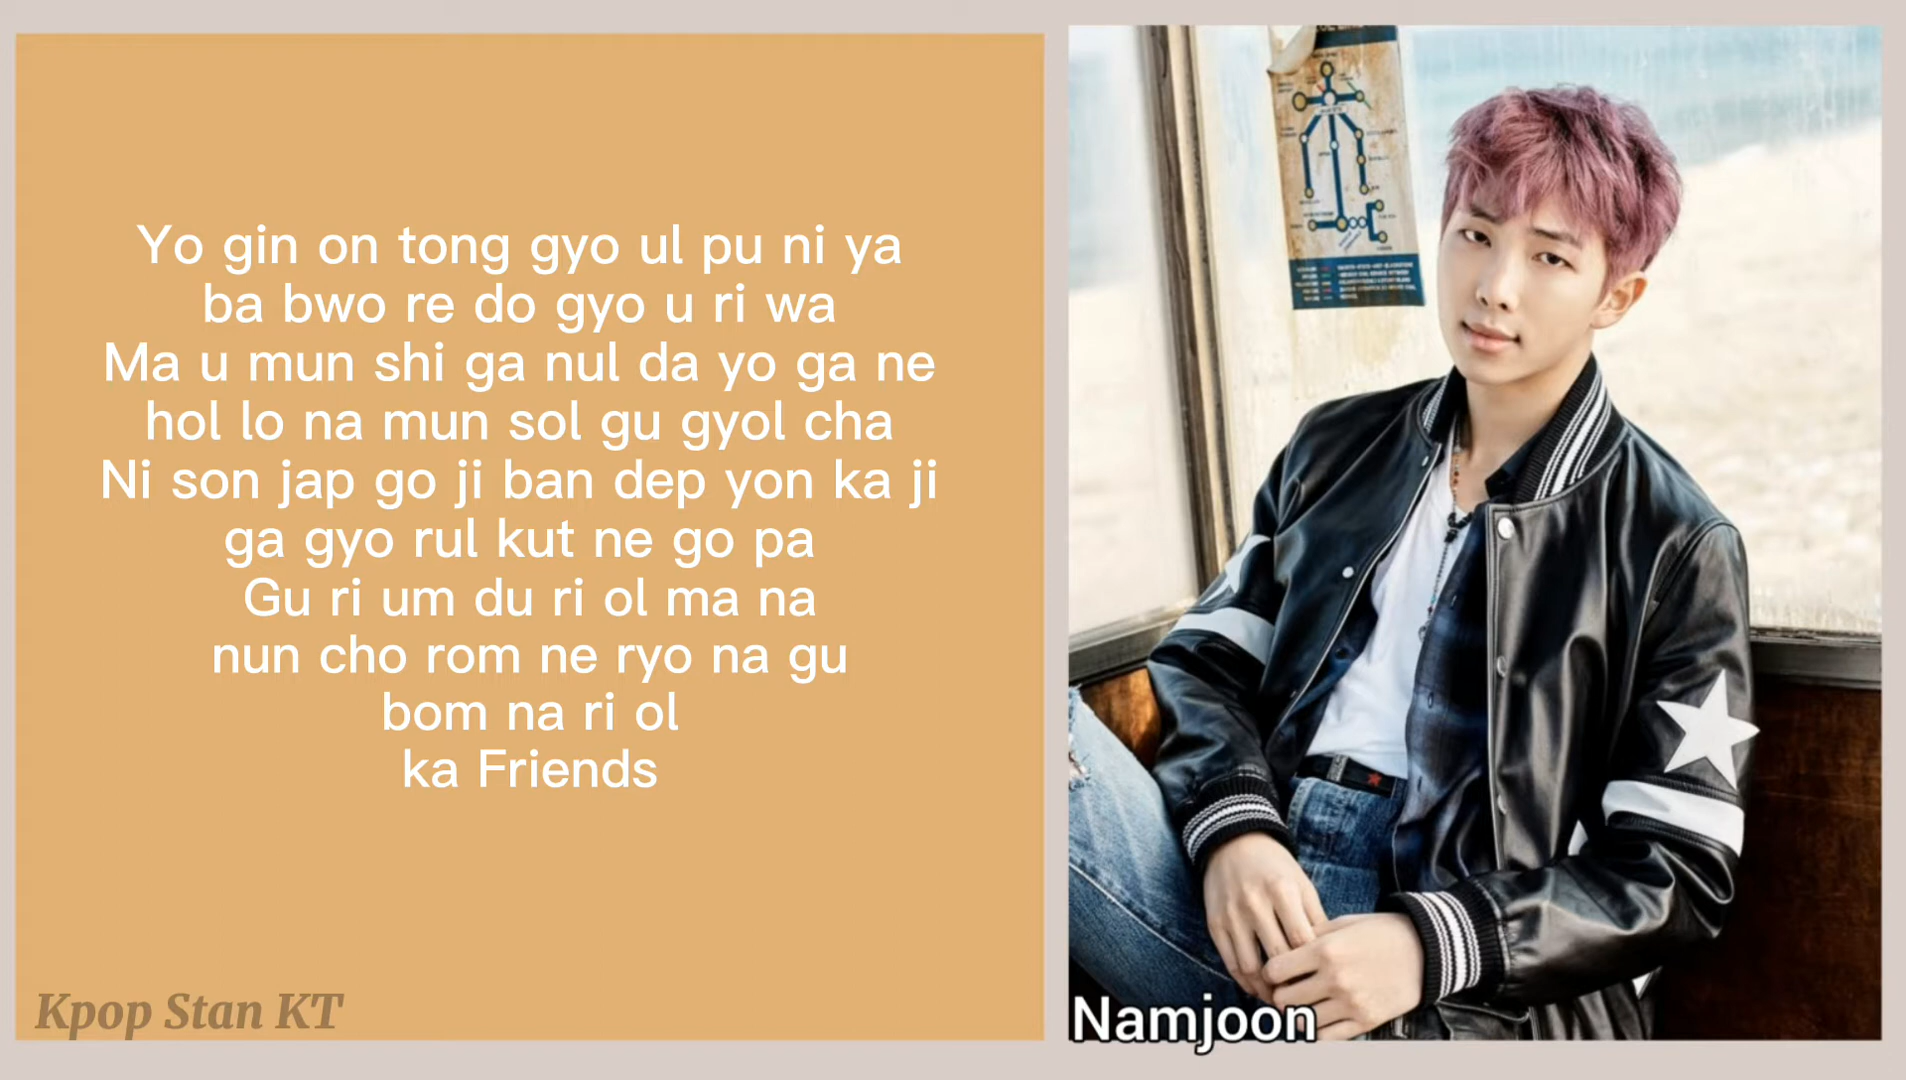 Yo gin on tong gyo ul pu ni ya
ba bwo re do gyo u ri wa
Ma u mun shi ga nul da yo ga ne
hol lo na mun sol gu gyol cha
Ni son jap go ji ban dep yon ka ji
ga gyo rul kut ne go pa
Gu ri um du ri ol ma na
nun cho rom ne ryo na gu
bom na ri ol
ka Friends
Kpop Stan KT
Namjoon